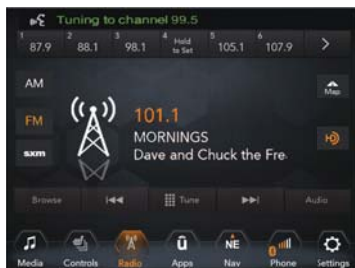 Tuning to channel 99.5
1 87.9 2 88.1 3 98.1 4 Hold to Set 5 105.1 6 107.9
AM
Map
FM
101.1
MORNINGS
sxm
Dave and Chuck the Fre
Browse Tune Audio
Media Controls Radio Apps Nav Phone Settings
NE